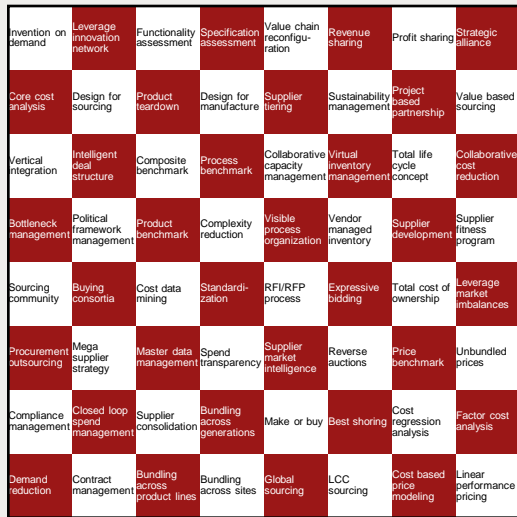 Invention on
demand
Leverage
innovation
network
Functionality
assessment
Specification
assessment
Value chain
reconfigu-
ration
Revenue
sharing
Profit sharing
Strategic
alliance
Core cost
analysis
Design for
sourcing
Product
teardown
Design for
manufacture
Supplier
tiering
Sustainability
management
Project
based
partnership
Value based
sourcing
Vertical
integration
Intelligent
deal
structure
Composite
benchmark
Process
benchmark
Collaborative
capacity
management
Virtual
inventory
management
Total life
cycle
concept
Collaborative
cost
reduction
Bottleneck
management
Political
framework
management
Product
benchmark
Complexity
reduction
Visible
process
organization
Vendor
managed
inventory
Supplier
development
Supplier
fitness
program
Sourcing
community
Buying
consortia
Cost data
mining
Standardi-
zation
RFI/RFP
process
Expressive
bidding
Total cost of
ownership
Leverage
market
imbalances
Procurement
outsourcing
Mega
supplier
strategy
Master data
management
Spend
transparency
Supplier
market
intelligence
Reverse
auctions
Price
benchmark
Unbundled
prices
Compliance
management
Closed loop
spend
management
Supplier
consolidation
Bundling
across
generations
Make or buy
Best shoring
Cost
regression
analysis
Factor cost
analysis
Demand
reduction
Contract
management
Bundling
across
product lines
Bundling
across sites
Global
sourcing
LCC
sourcing
Cost based
price
modeling
Linear
performance
pricing